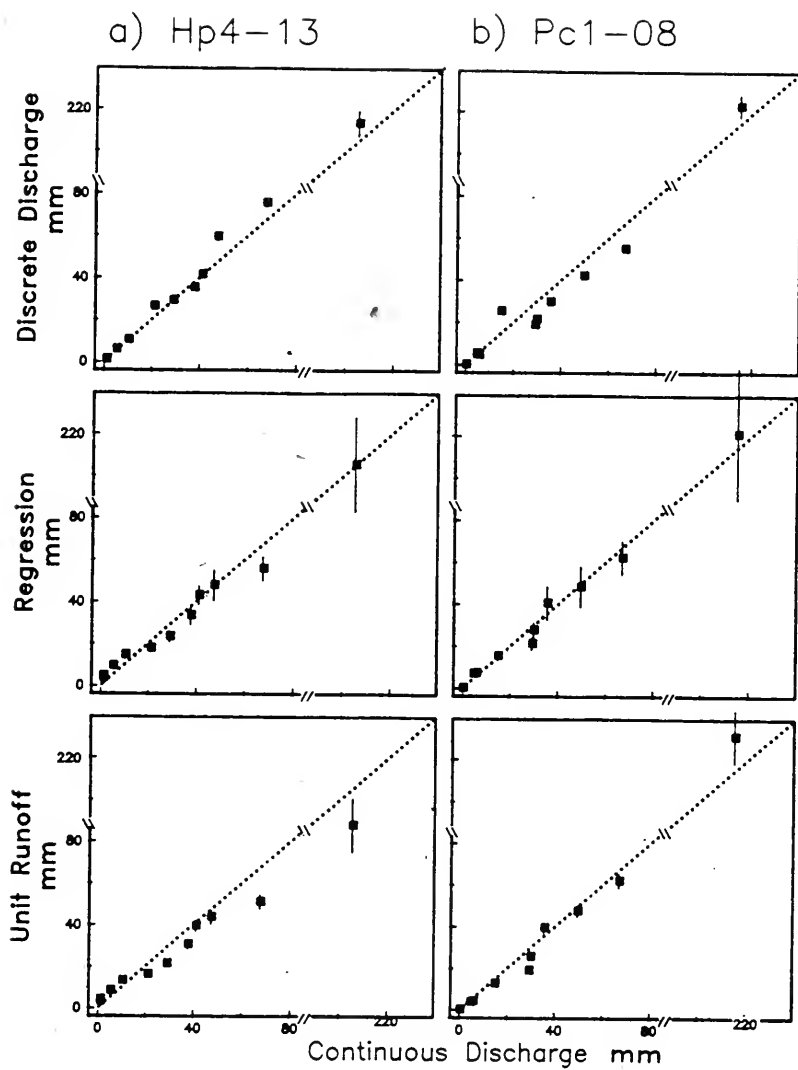 a) Hp4-13
b) Pc1-08
Discrete Discharge
mm
220
80
40
0
Regression
mm
220
80
40
0
Unit Runoff
mm
220
80
40
0
0 40 80 220
0 40 80 220
Continuous Discharge mm